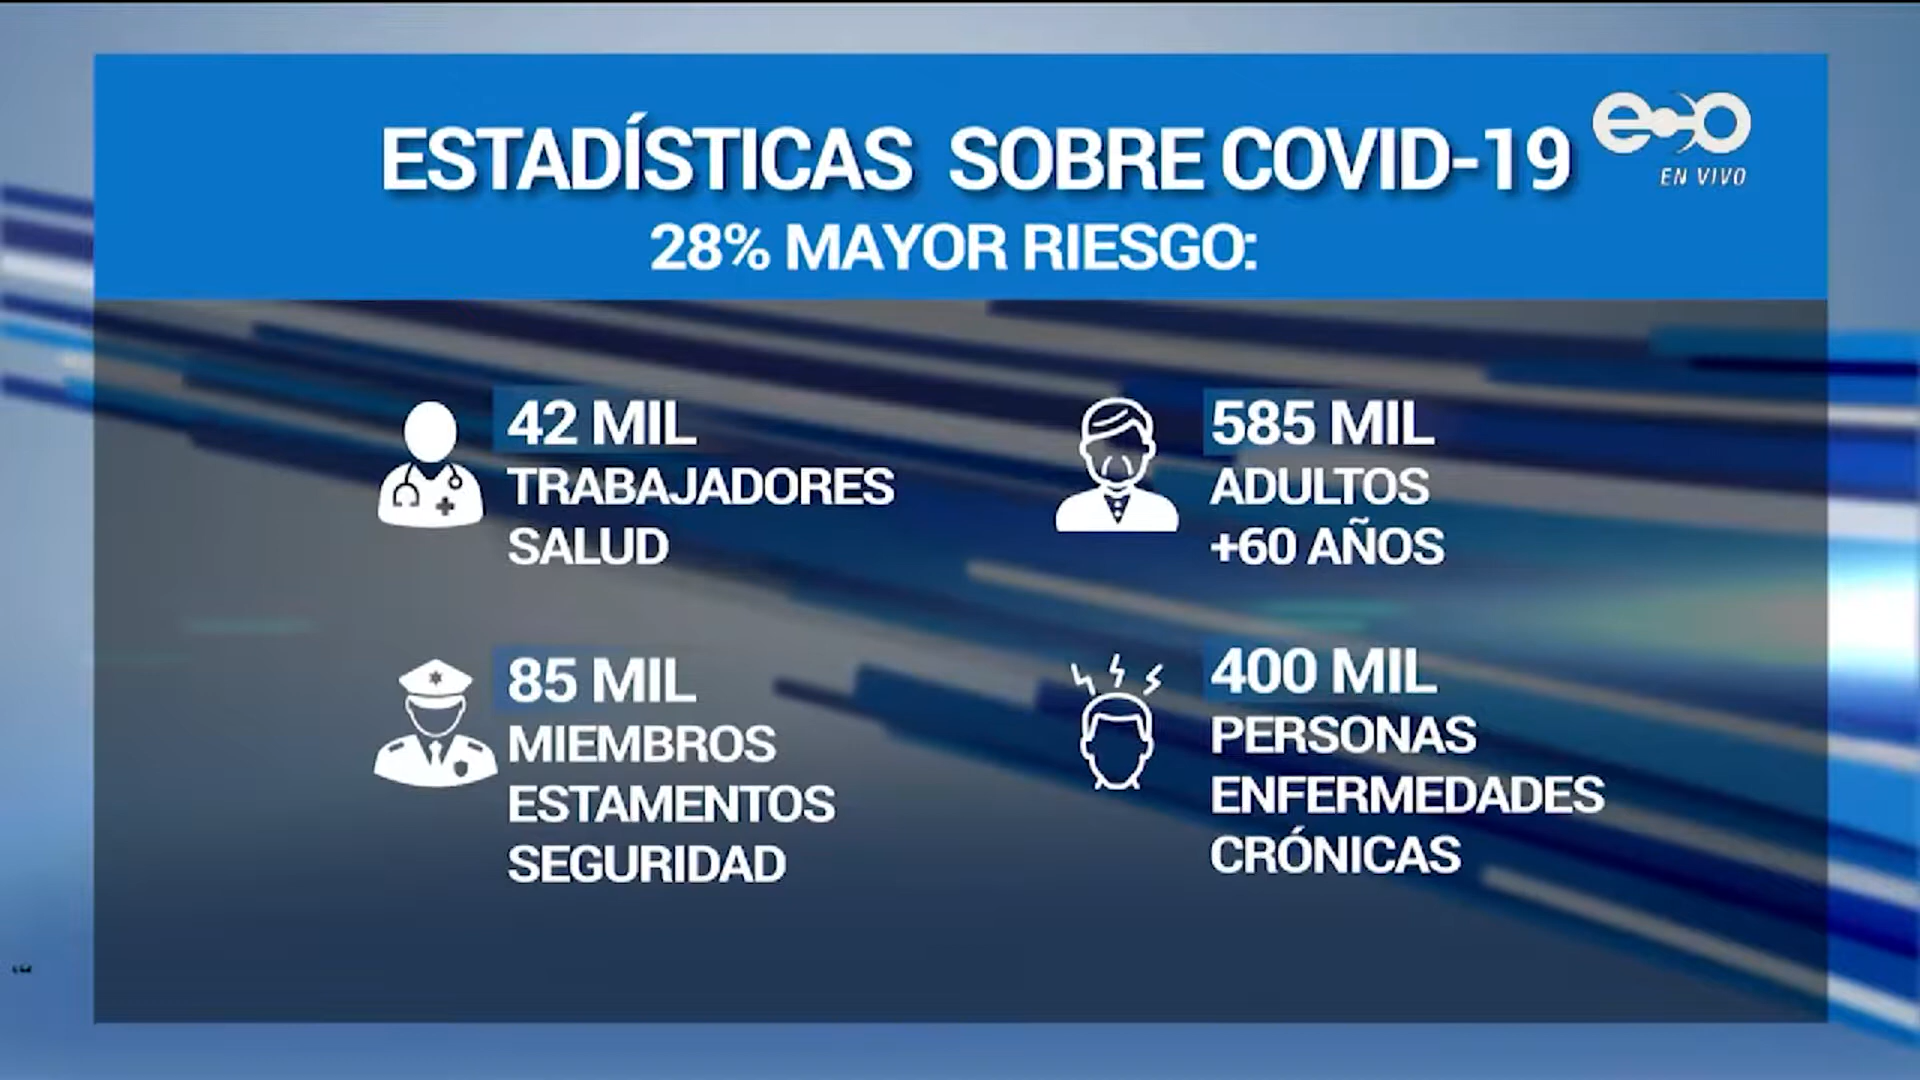 ESTADÍSTICAS SOBRE COVID-19
eco
EN VIVO
28% MAYOR RIESGO:
42 MIL
TRABAJADORES
SALUD
585 MIL
ADULTOS
+60 AÑOS
85 MIL
MIEMBROS
ESTAMENTOS
SEGURIDAD
400 MIL
PERSONAS
ENFERMEDADES
CRÓNICAS